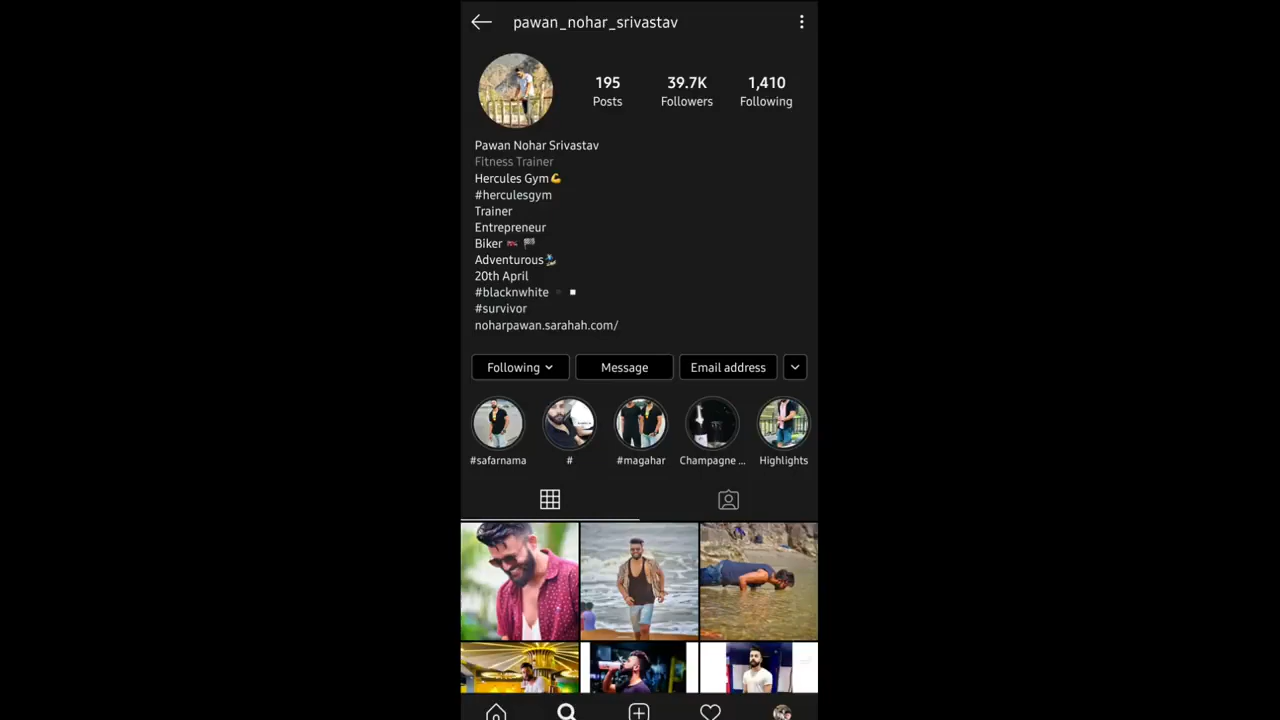 pawan_nohar_srivastav
195 39.7K 1,410
Posts Followers Following
Pawan Nohar Srivastav
Fitness Trainer
Hercules Gym💪
#herculesgym
Trainer
Entrepreneur
Biker 🇬🇧 🏁
Adventurous🏄
20th April
#blacknwhite ▪️ ◽
#survivor
noharpawan.sarahah.com/
Following Message Email address
#safarnama # #magahar Champagne ... Highlights